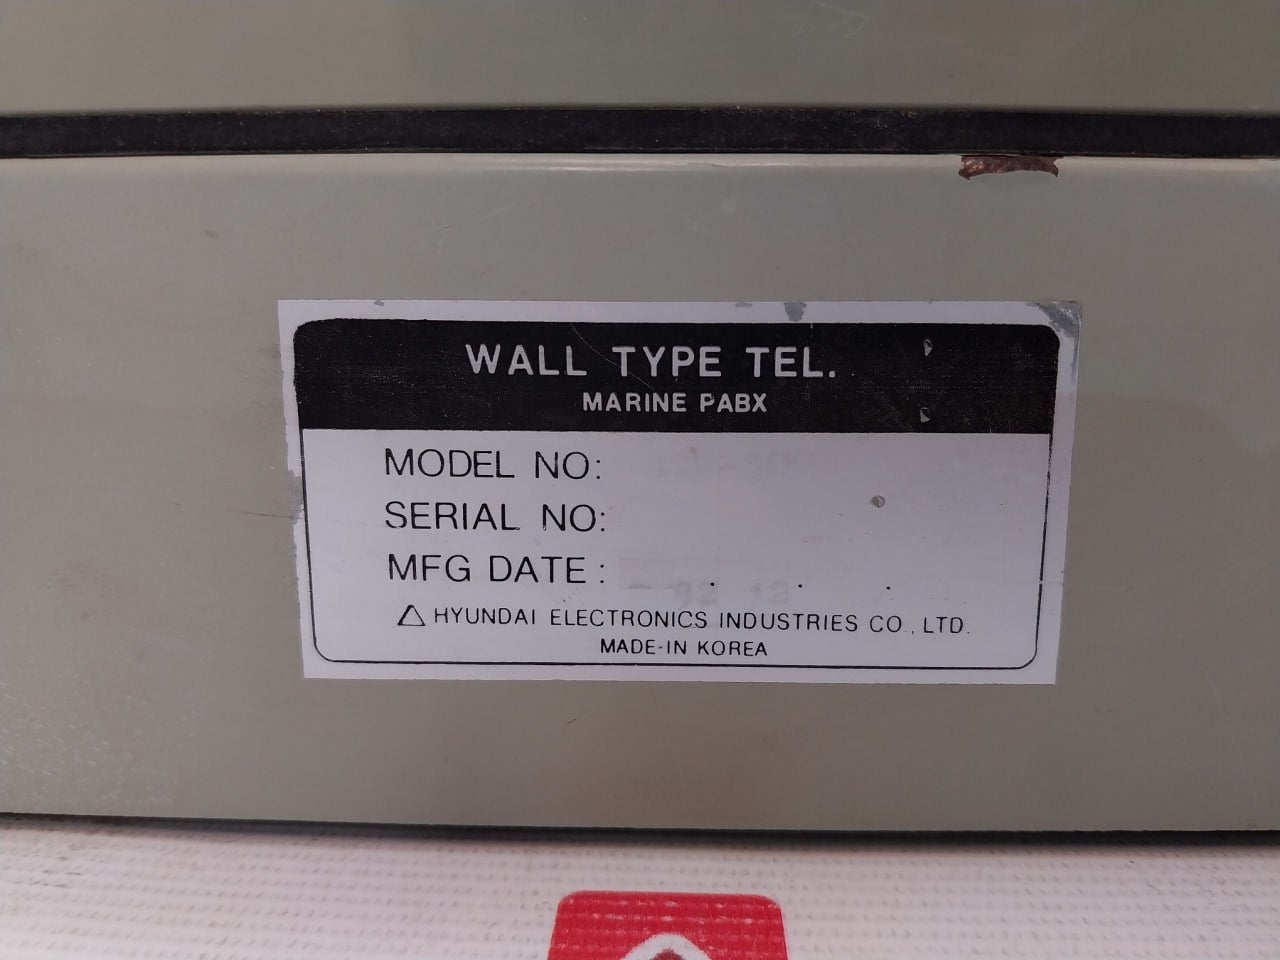 WALL TYPE TEL.
MARINE PABX
MODEL NO:
SERIAL NO:
MFG DATE :
△ HYUNDAI ELECTRONICS INDUSTRIES CO., LTD.
MADE-IN KOREA